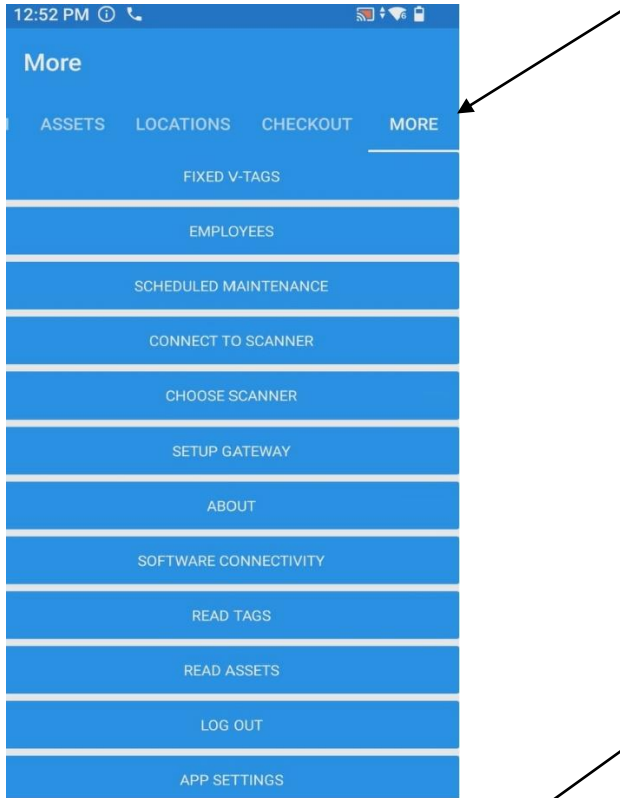 12:52 PM
More
ASSETS LOCATIONS CHECKOUT MORE
FIXED V-TAGS
EMPLOYEES
SCHEDULED MAINTENANCE
CONNECT TO SCANNER
CHOOSE SCANNER
SETUP GATEWAY
ABOUT
SOFTWARE CONNECTIVITY
READ TAGS
READ ASSETS
LOG OUT
APP SETTINGS